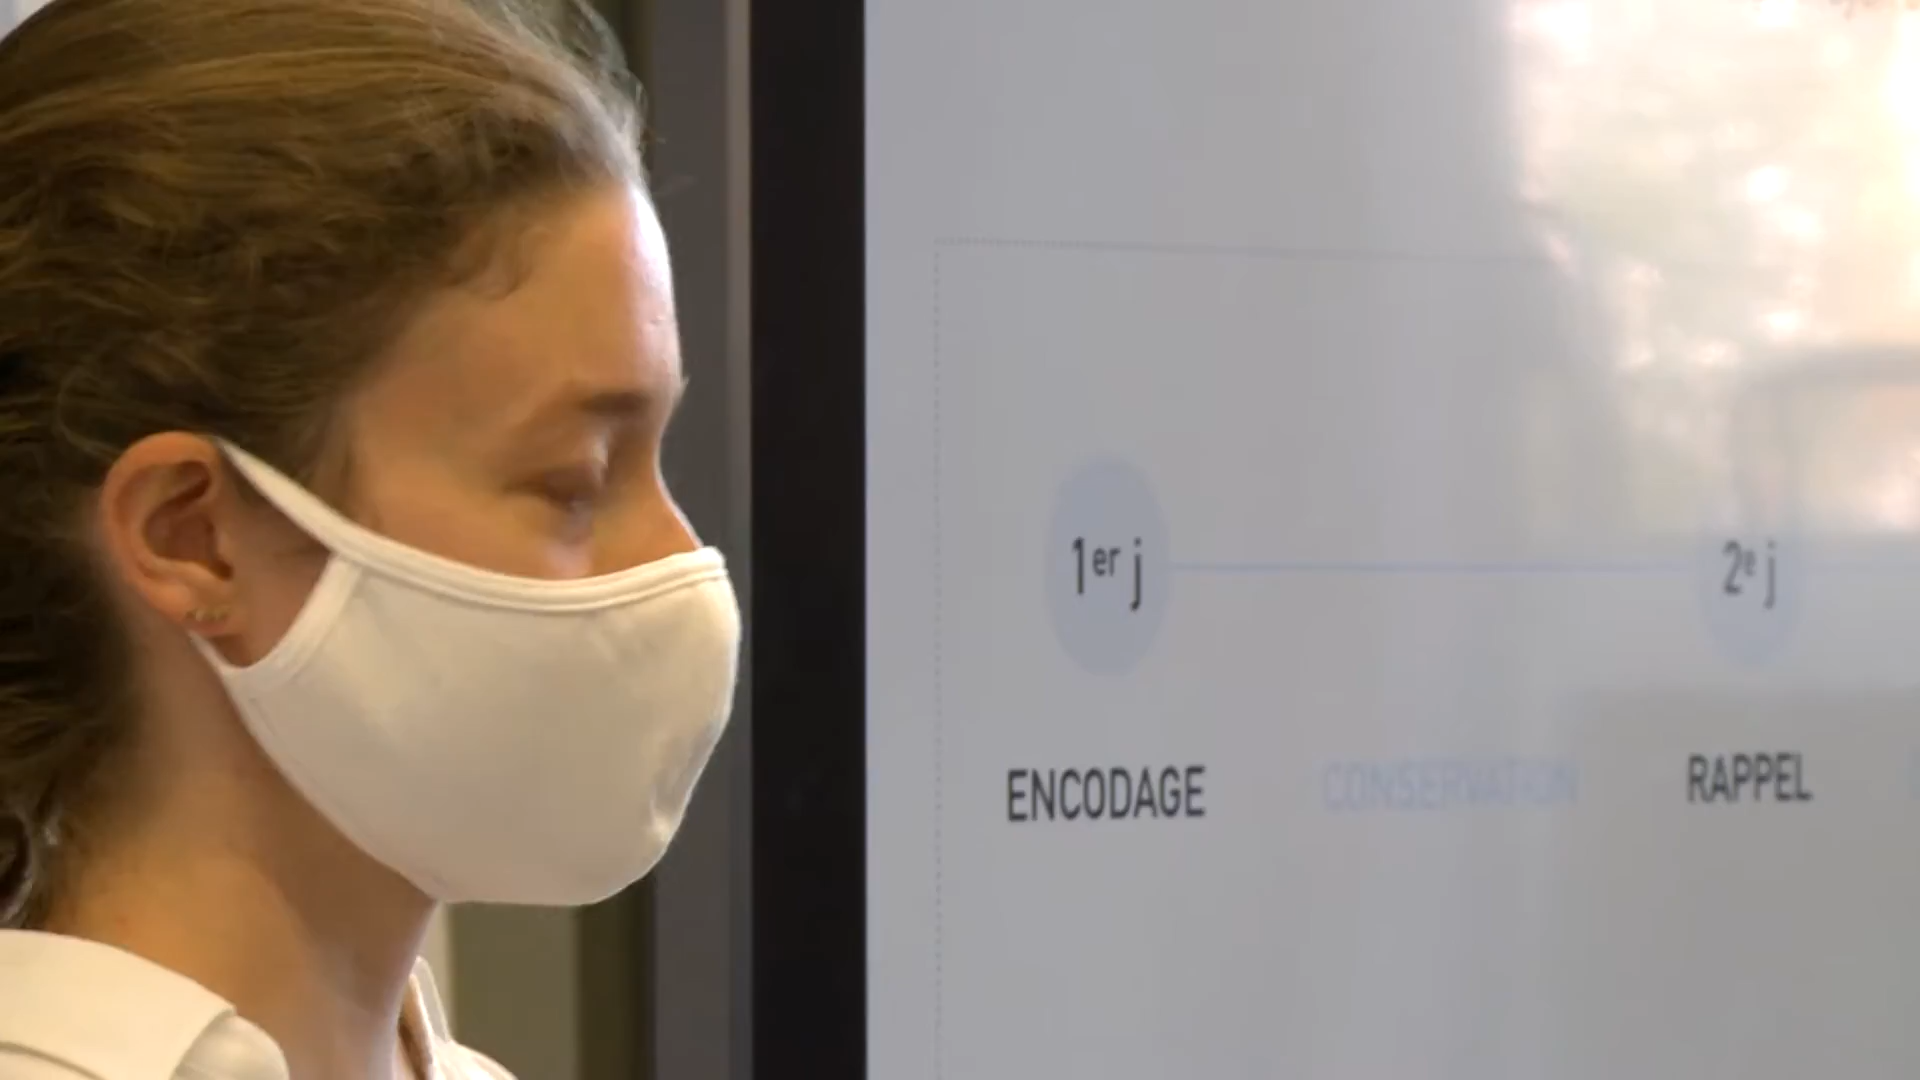 1er j
2e j
ENCODAGE
CONSERVATION
RAPPEL